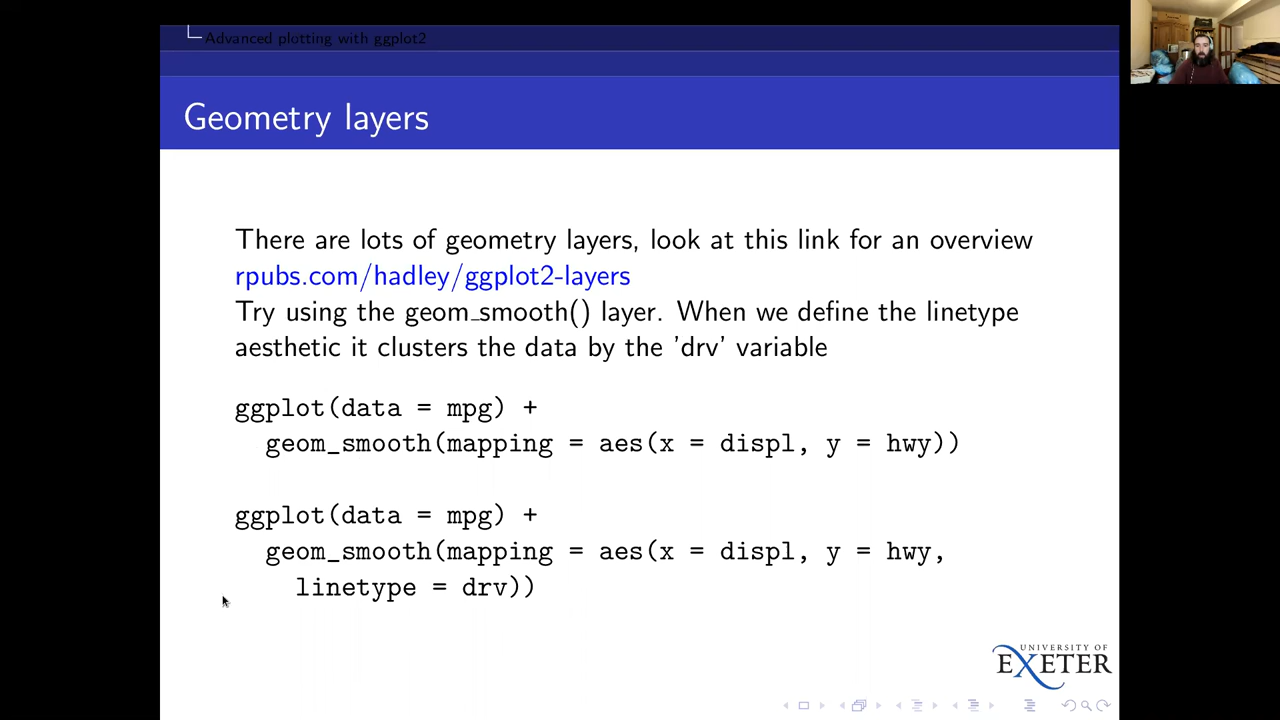 Advanced plotting with ggplot2
Geometry layers
There are lots of geometry layers, look at this link for an overview
rpubs.com/hadley/ggplot2-layers
Try using the geom_smooth() layer. When we define the linetype
aesthetic it clusters the data by the 'drv' variable
ggplot(data = mpg) +
geom_smooth(mapping = aes(x = displ, y = hwy))
ggplot(data = mpg) +
geom_smooth(mapping = aes(x = displ, y = hwy,
linetype = drv))
UNIVERSITY OF
EXETER